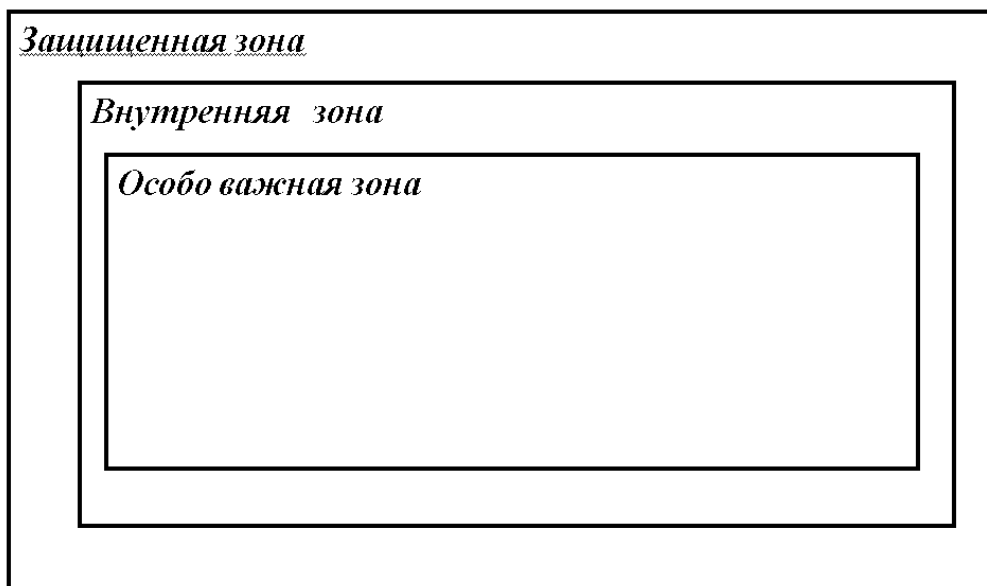 Защищенная зона
Внутренняя зона
Особо важная зона